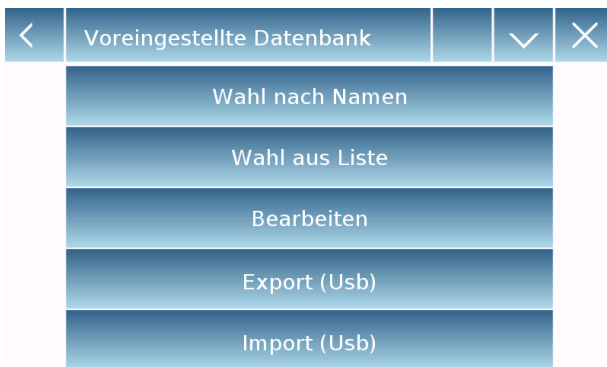 Voreingestellte Datenbank
Wahl nach Namen
Wahl aus Liste
Bearbeiten
Export (Usb)
Import (Usb)